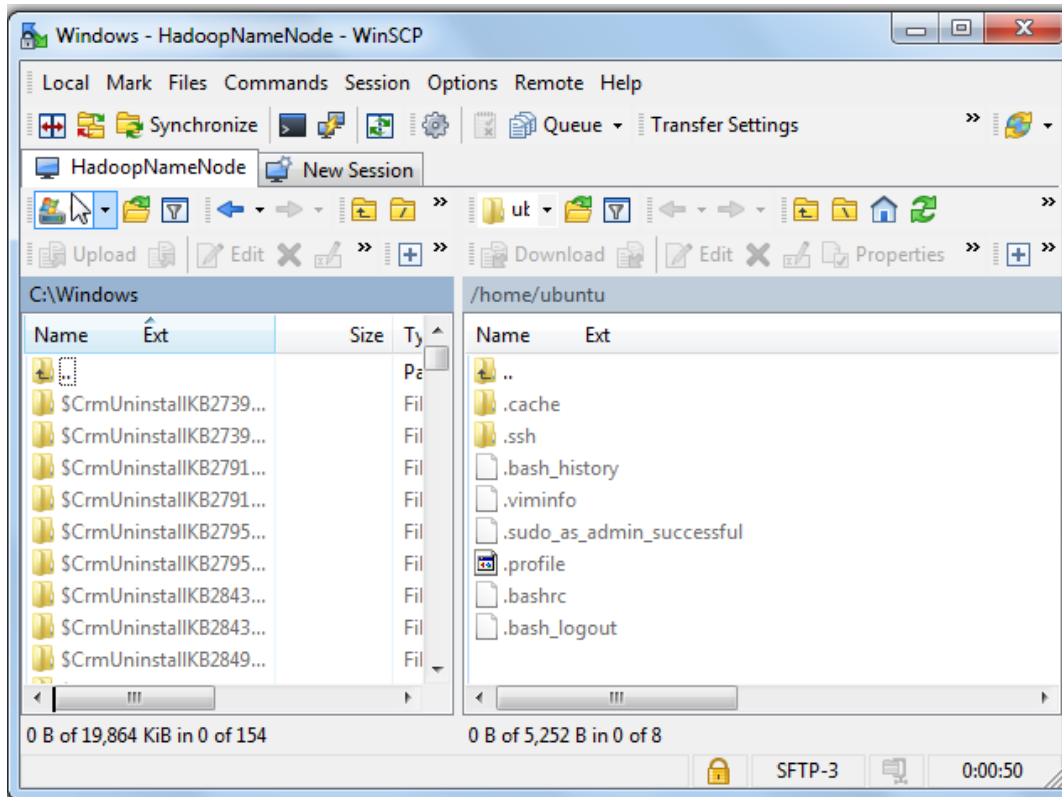 Windows - HadoopNameNode - WinSCP
Local Mark Files Commands Session Options Remote Help
Synchronize Queue Transfer Settings »
HadoopNameNode New Session
» ut »
Upload Edit » » Download Edit Properties » »
C:\Windows /home/ubuntu
Name Ext Size Ty Name Ext
.. Pa ..
$CrmUninstallKB2739... Fil .cache
$CrmUninstallKB2739... Fil .ssh
$CrmUninstallKB2791... Fil .bash_history
$CrmUninstallKB2791... Fil .viminfo
$CrmUninstallKB2795... Fil .sudo_as_admin_successful
$CrmUninstallKB2795... Fil .profile
$CrmUninstallKB2843... Fil .bashrc
$CrmUninstallKB2843... Fil .bash_logout
$CrmUninstallKB2849... Fil
0 B of 19,864 KiB in 0 of 154 0 B of 5,252 B in 0 of 8
SFTP-3 0:00:50